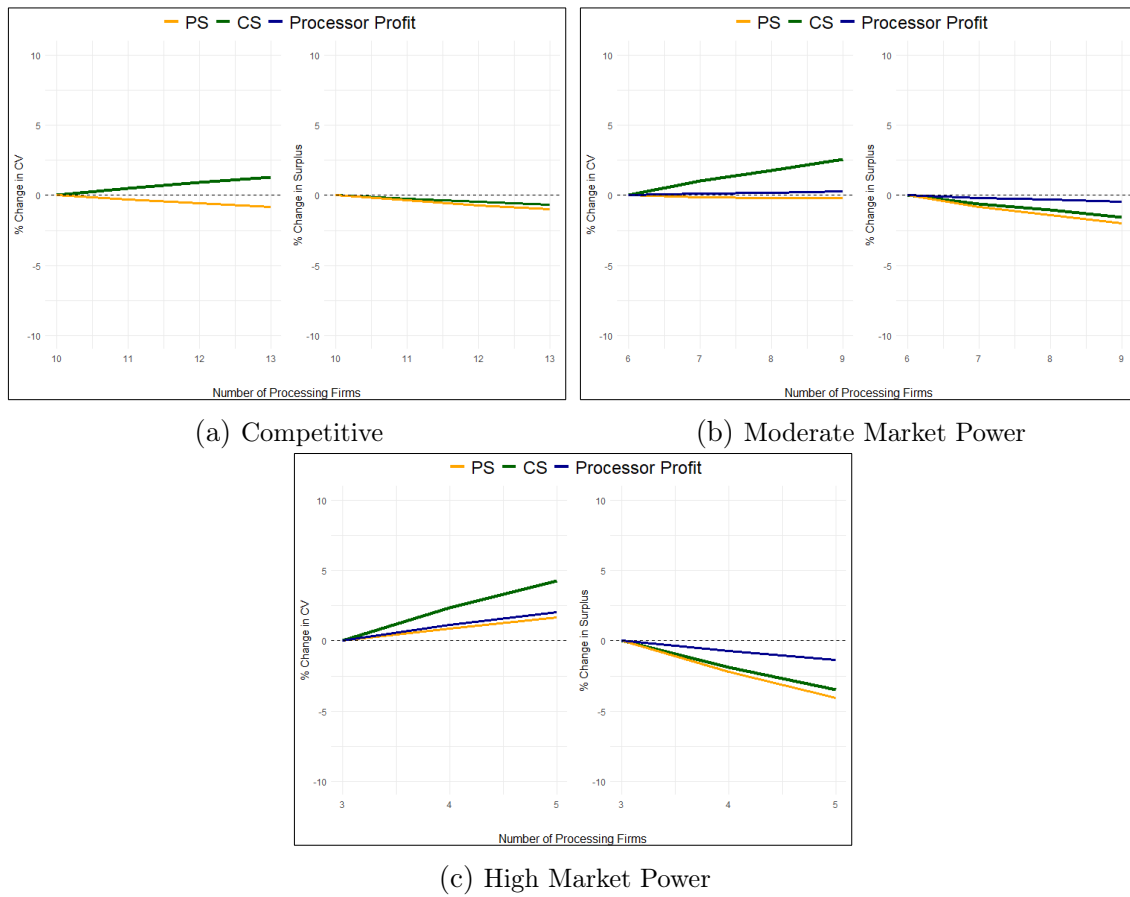 PS CS Processor Profit
% Change in CV
10
5
0
-5
-10
10 11 12 13
% Change in Surplus
10
5
0
-5
-10
10 11 12 13
Number of Processing Firms
(a) Competitive
PS CS Processor Profit
% Change in CV
10
5
0
-5
-10
6 7 8 9
% Change in Surplus
10
5
0
-5
-10
6 7 8 9
Number of Processing Firms
(b) Moderate Market Power
PS CS Processor Profit
% Change in CV
10
5
0
-5
-10
3 4 5
% Change in Surplus
10
5
0
-5
-10
3 4 5
Number of Processing Firms
(c) High Market Power